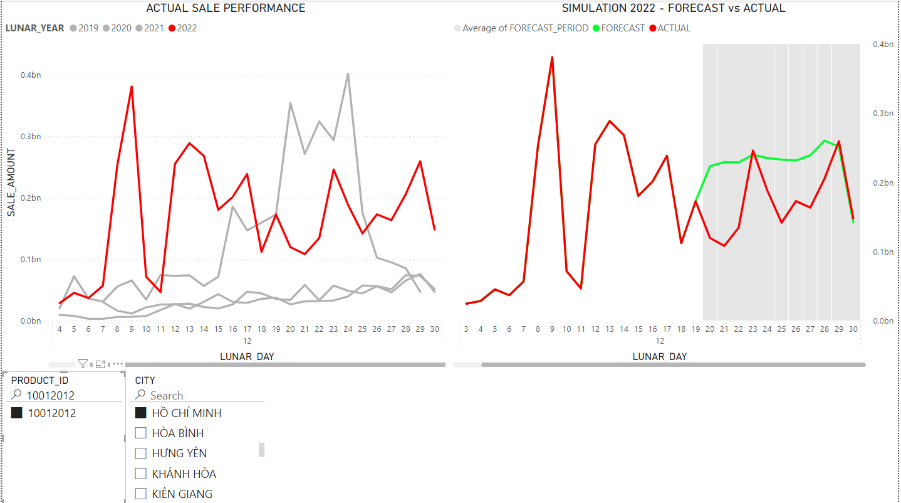 ACTUAL SALE PERFORMANCE
LUNAR_YEAR 2019 2020 2021 2022
SALE_AMOUNT
0.4bn
0.3bn
0.2bn
0.1bn
0.0bn
4 5 6 7 8 9 10 11 12 13 14 15 16 17 18 19 20 21 22 23 24 25 26 27 28 29 30
12
LUNAR_DAY
SIMULATION 2022 - FORECAST vs ACTUAL
Average of FORECAST_PERIOD FORECAST ACTUAL
0.4bn
0.3bn
0.2bn
0.1bn
0.0bn
3 4 5 6 7 8 9 10 11 12 13 14 15 16 17 18 19 20 21 22 23 24 25 26 27 28 29 30
12
LUNAR_DAY
PRODUCT_ID
10012012
10012012
CITY
Search
HỒ CHÍ MINH
HÒA BÌNH
HƯNG YÊN
KHÁNH HÒA
KIÊN GIANG